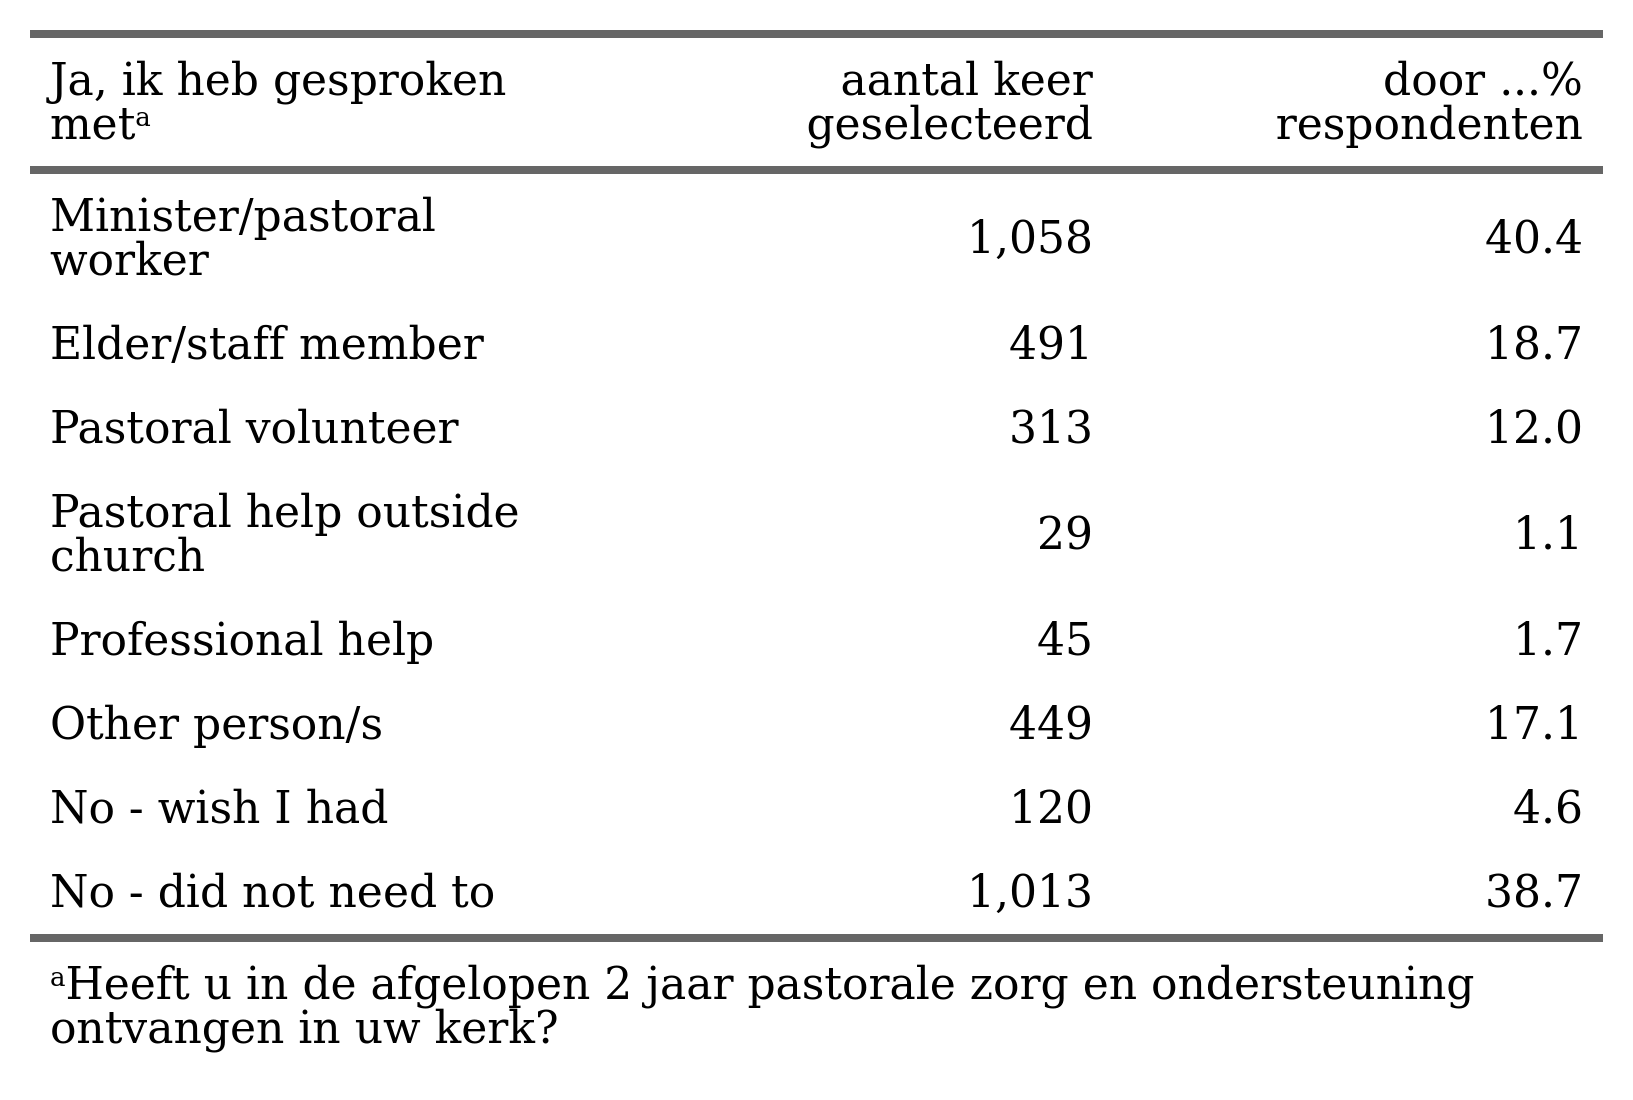 Ja, ik heb gesproken
metᵃ
aantal keer
geselecteerd
door ...%
respondenten
Minister/pastoral
worker
1,058
40.4
Elder/staff member
491
18.7
Pastoral volunteer
313
12.0
Pastoral help outside
church
29
1.1
Professional help
45
1.7
Other person/s
449
17.1
No - wish I had
120
4.6
No - did not need to
1,013
38.7
ᵃHeeft u in de afgelopen 2 jaar pastorale zorg en ondersteuning
ontvangen in uw kerk?